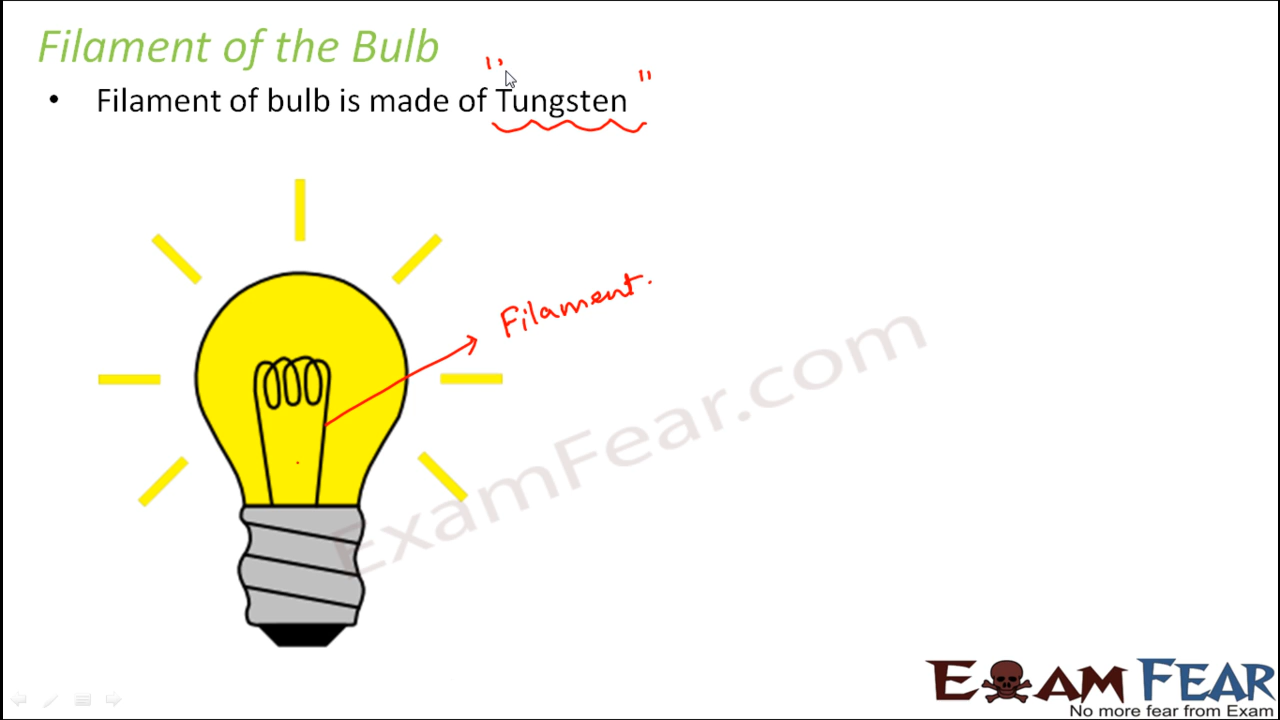 Filament of the Bulb
• Filament of bulb is made of "Tungsten"
Filament.
ExamFear.com
EXAM FEAR
No more fear from Exam